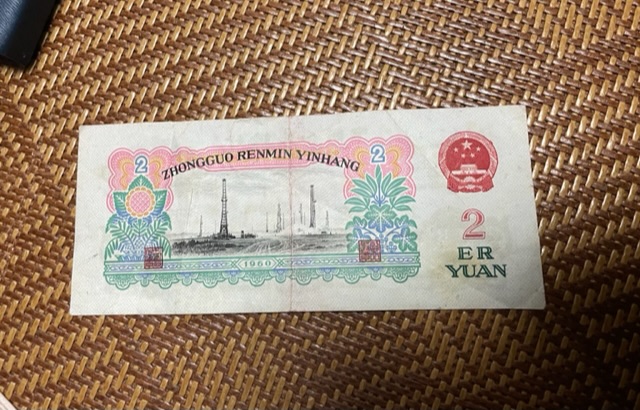 2
ZHONGGUO RENMIN YINHANG
2
1960
2
ER
YUAN